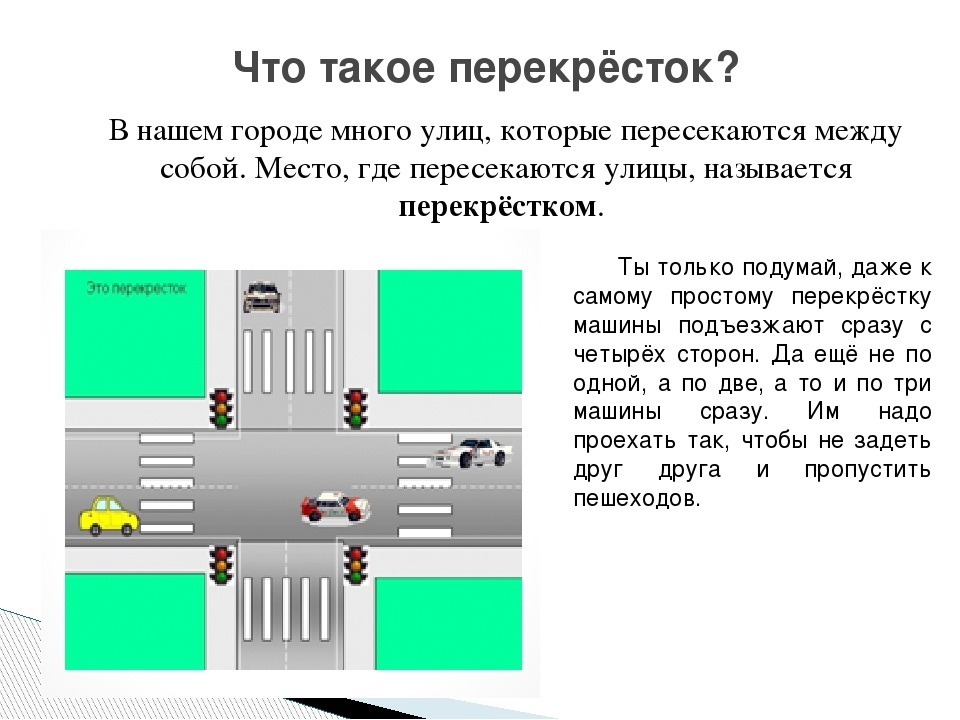 Что такое перекрёсток?
В нашем городе много улиц, которые пересекаются между
собой. Место, где пересекаются улицы, называется
перекрёстком.
Это перекресток
Ты только подумай, даже к
самому простому перекрёстку
машины подъезжают сразу с
четырёх сторон. Да ещё не по
одной, а по две, а то и по три
машины сразу. Им надо
проехать так, чтобы не задеть
друг друга и пропустить
пешеходов.